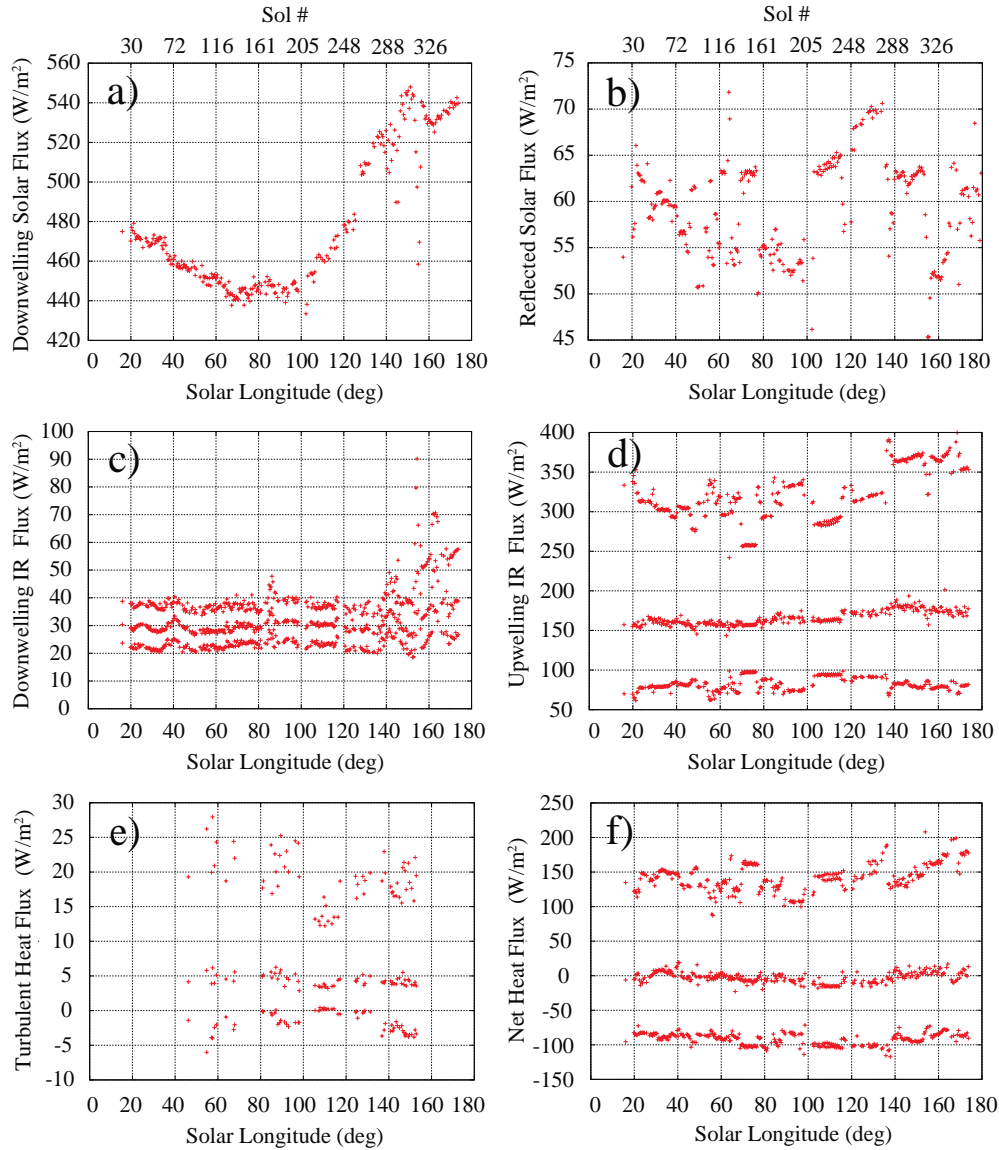 Sol #
30 72 116 161 205 248 288 326
a)
Downwelling Solar Flux (W/m²)
560
540
520
500
480
460
440
420
0 20 40 60 80 100 120 140 160 180
Solar Longitude (deg)
Sol #
30 72 116 161 205 248 288 326
b)
Reflected Solar Flux (W/m²)
75
70
65
60
55
50
45
0 20 40 60 80 100 120 140 160 180
Solar Longitude (deg)
c)
Downwelling IR Flux (W/m²)
100
90
80
70
60
50
40
30
20
10
0
0 20 40 60 80 100 120 140 160 180
Solar Longitude (deg)
d)
Upwelling IR Flux (W/m²)
400
350
300
250
200
150
100
50
0 20 40 60 80 100 120 140 160 180
Solar Longitude (deg)
e)
Turbulent Heat Flux (W/m²)
30
25
20
15
10
5
0
-5
-10
0 20 40 60 80 100 120 140 160 180
Solar Longitude (deg)
f)
Net Heat Flux (W/m²)
250
200
150
100
50
0
-50
-100
-150
0 20 40 60 80 100 120 140 160 180
Solar Longitude (deg)